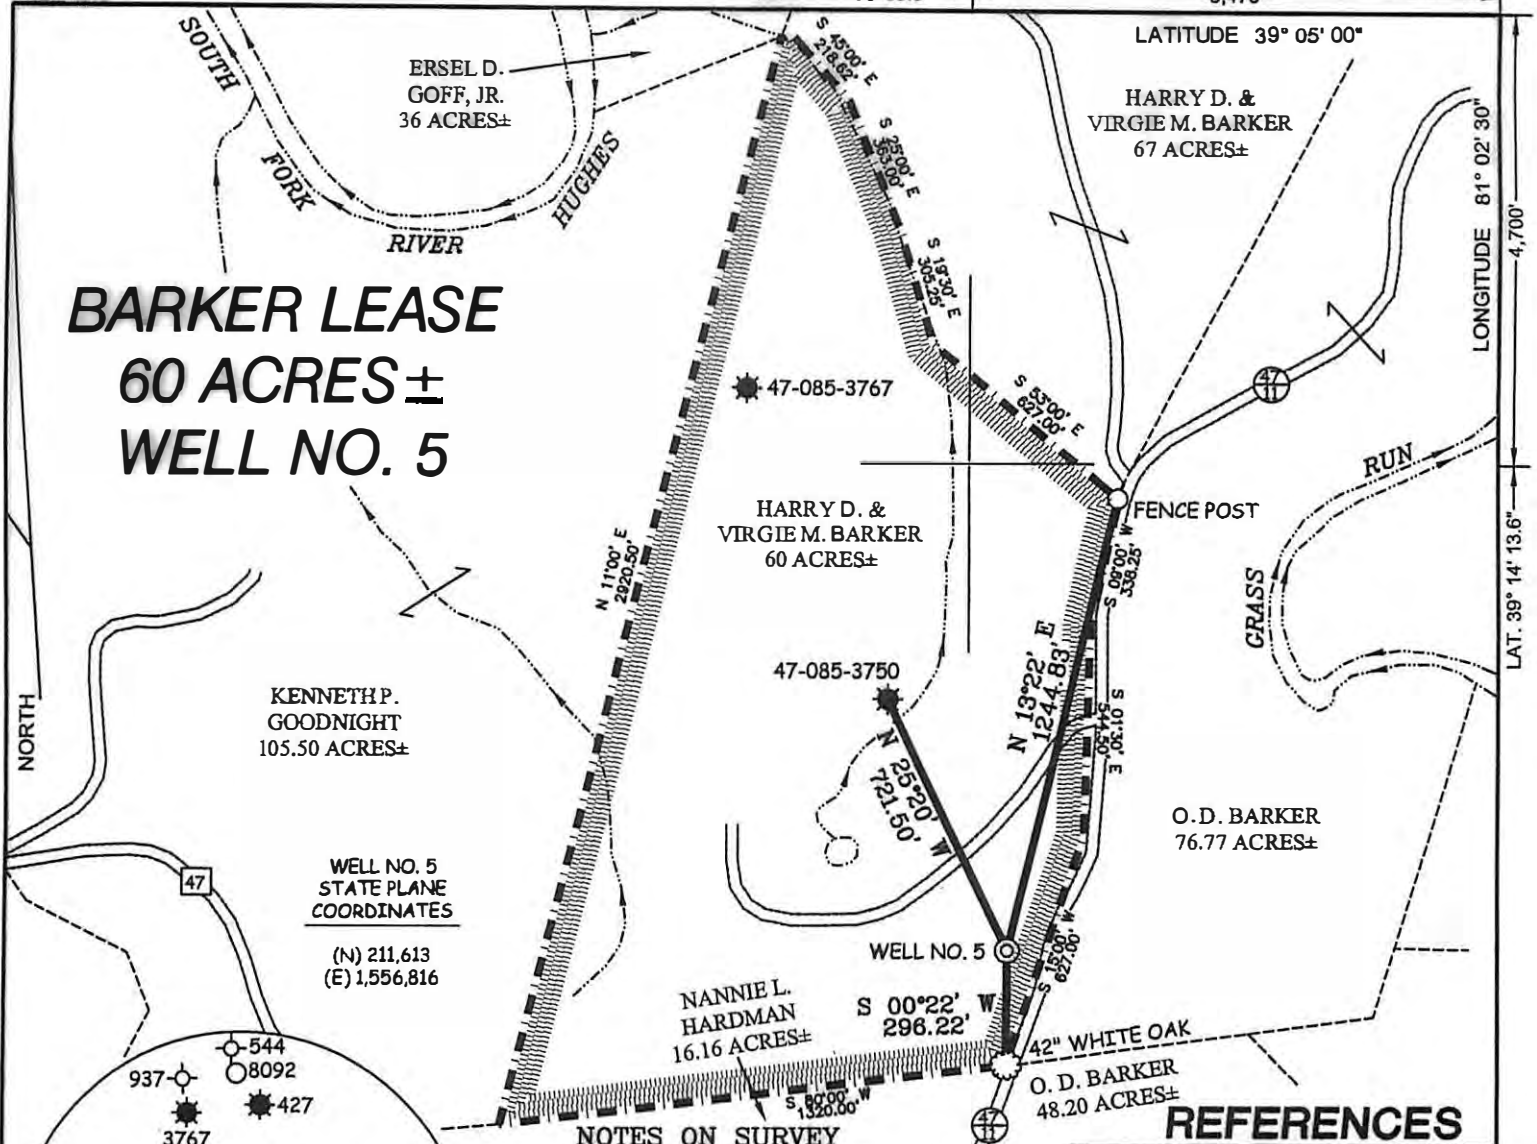 LATITUDE 39° 05' 00"
SOUTH
FORK
RIVER
HUGHES
ERSEL D.
GOFF, JR.
36 ACRES±
S 45°00' E
218.62'
S 25°00' E
363.00'
S 19°30' E
305.25'
S 53°00' E
627.00'
HARRY D. &
VIRGIE M. BARKER
67 ACRES±
LONGITUDE 81° 02' 30"
4,700'
LAT. 39° 14' 13.6"
BARKER LEASE
60 ACRES±
WELL NO. 5
47-085-3767
47
11
RUN
GRASS
FENCE POST
HARRY D. &
VIRGIE M. BARKER
60 ACRES±
N 11°00' E
2920.50'
S 09°00' W
338.25'
N 13°22' E
1244.83'
S 01°30' E
544.50'
47-085-3750
N 25°20' W
721.50'
NORTH
KENNETH P.
GOODNIGHT
105.50 ACRES±
O.D. BARKER
76.77 ACRES±
47
WELL NO. 5
STATE PLANE
COORDINATES
(N) 211,613
(E) 1,556,816
WELL NO. 5
S 15°00' W
627.00'
S 00°22' W
296.22'
NANNIE L.
HARDMAN
16.16 ACRES±
42" WHITE OAK
O. D. BARKER
48.20 ACRES±
S 80°00' W
1320.00'
47
11
544
8092
937
427
3767
NOTES ON SURVEY
REFERENCES